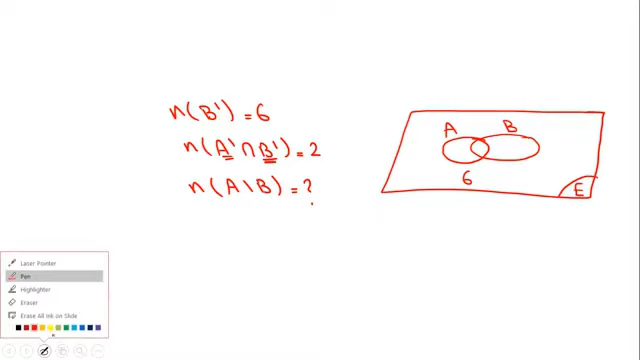 n(B') = 6
n(A' ∩ B') = 2
n(A \ B) = ?
A B
6
E
Laser Pointer
Pen
Highlighter
Eraser
Erase All Ink on Slide